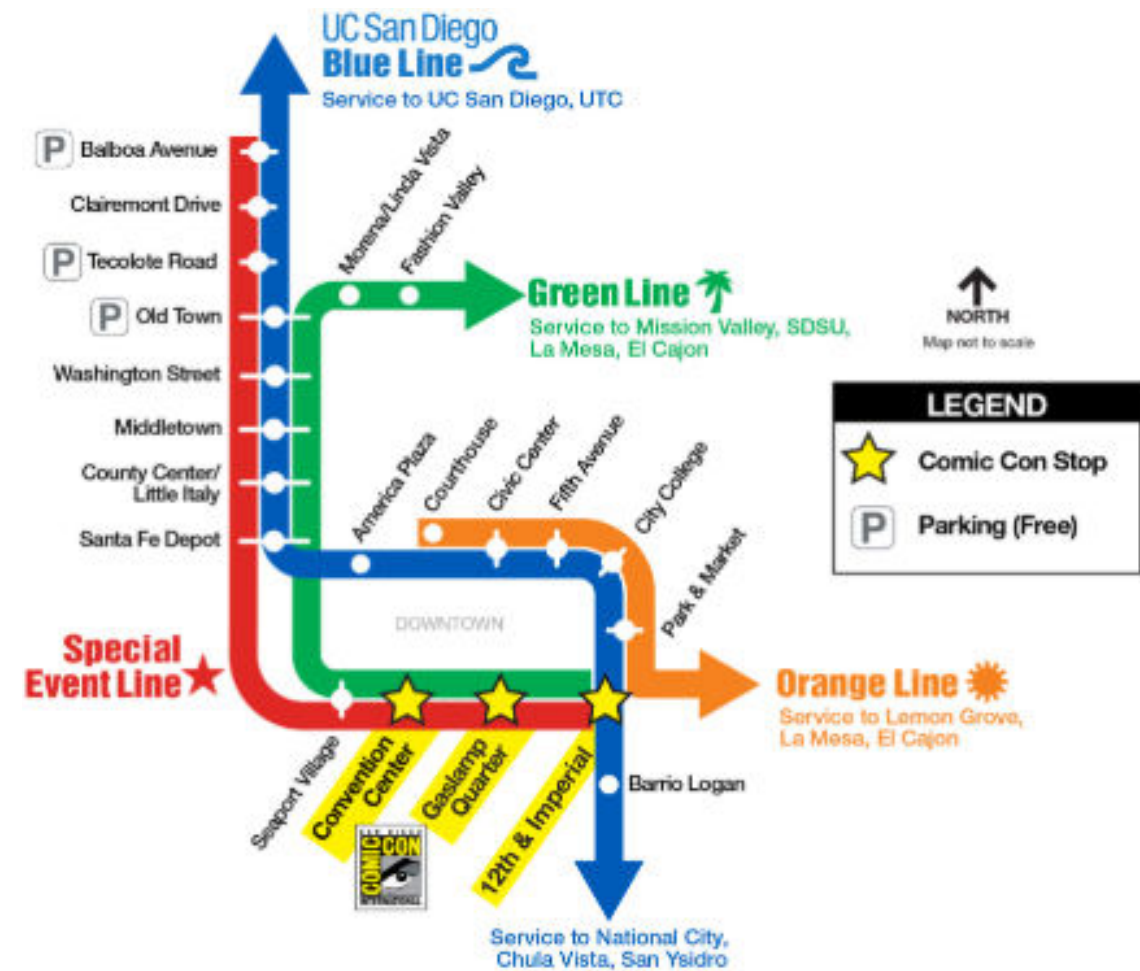 UC San Diego
Blue Line
Service to UC San Diego, UTC
P Balboa Avenue
Clairemont Drive
P Tecolote Road
P Old Town
Washington Street
Middletown
County Center/
Little Italy
Santa Fe Depot
Morena/Linda Vista
Fashion Valley
Green Line
Service to Mission Valley, SDSU,
La Mesa, El Cajon
NORTH
Map not to scale
LEGEND
Comic Con Stop
P Parking (Free)
America Plaza
Courthouse
Civic Center
Fifth Avenue
City College
Park & Market
DOWNTOWN
Special
Event Line
Orange Line
Service to Lemon Grove,
La Mesa, El Cajon
Seaport Village
Convention
Center
Gaslamp
Quarter
12th & Imperial
Barrio Logan
SAN DIEGO
COMIC CON
INTERNATIONAL
Service to National City,
Chula Vista, San Ysidro